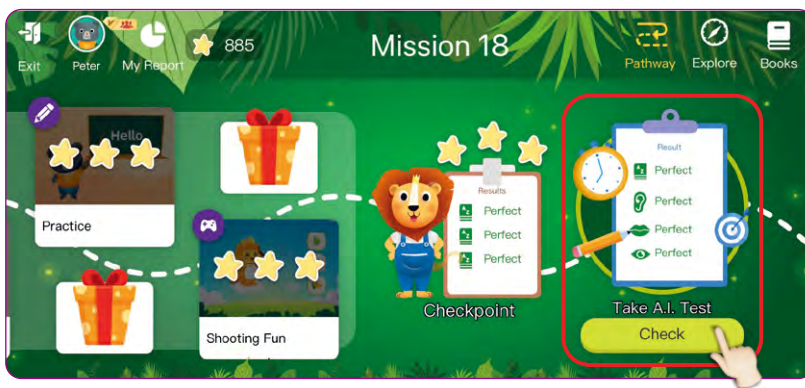 Exit
Peter
My Report
885
Mission 18
Pathway
Explore
Books
Hello
Practice
Shooting Fun
Results
Perfect
Perfect
Perfect
Checkpoint
Result
Perfect
Perfect
Perfect
Perfect
Take A.I. Test
Check